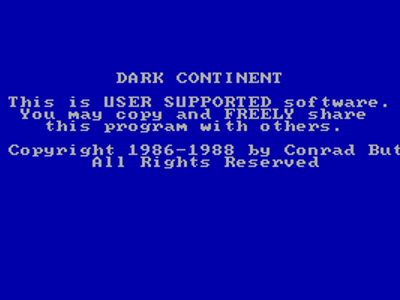 DARK CONTINENT
This is USER SUPPORTED software.
You may copy and FREELY share
this program with others.
Copyright 1986-1988 by Conrad But
All Rights Reserved